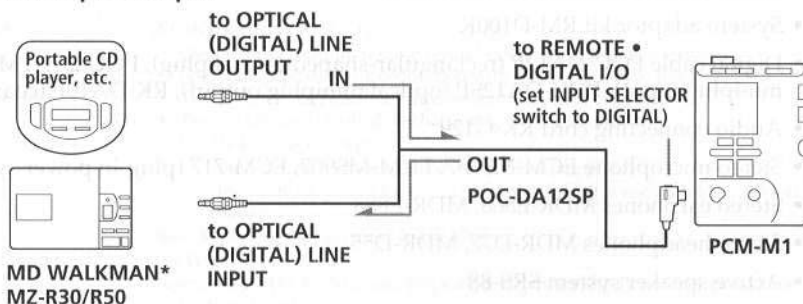 to OPTICAL
(DIGITAL) LINE
OUTPUT
Portable CD
player, etc.
IN
to REMOTE •
DIGITAL I/O
(set INPUT SELECTOR
switch to DIGITAL)
OUT
POC-DA12SP
to OPTICAL
(DIGITAL) LINE
INPUT
MD WALKMAN*
MZ-R30/R50
PCM-M1